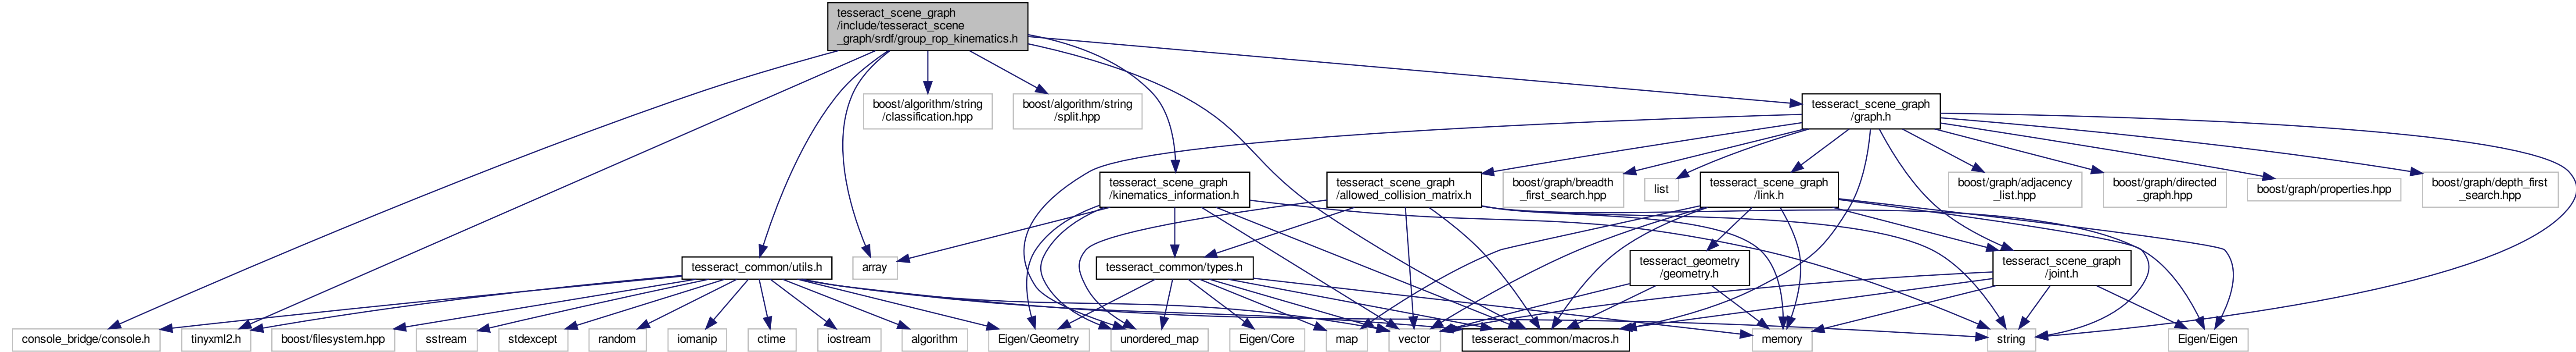 tesseract_scene_graph
/include/tesseract_scene
_graph/srdf/group_rop_kinematics.h
boost/algorithm/string
/classification.hpp
boost/algorithm/string
/split.hpp
tesseract_scene_graph
/graph.h
tesseract_scene_graph
/kinematics_information.h
tesseract_scene_graph
/allowed_collision_matrix.h
boost/graph/breadth
_first_search.hpp
list
tesseract_scene_graph
/link.h
boost/graph/adjacency
_list.hpp
boost/graph/directed
_graph.hpp
boost/graph/properties.hpp
boost/graph/depth_first
_search.hpp
tesseract_common/utils.h
array
tesseract_common/types.h
tesseract_geometry
/geometry.h
tesseract_scene_graph
/joint.h
console_bridge/console.h
tinyxml2.h
boost/filesystem.hpp
sstream
stdexcept
random
iomanip
ctime
iostream
algorithm
Eigen/Geometry
unordered_map
Eigen/Core
map
vector
tesseract_common/macros.h
memory
string
Eigen/Eigen